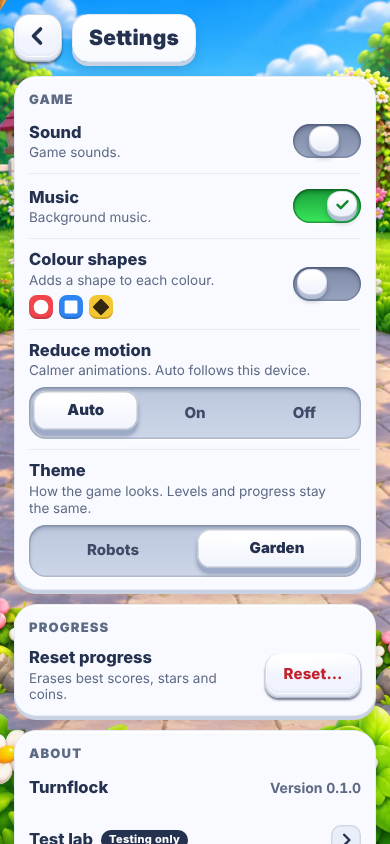 Settings
GAME
Sound
Game sounds.
Music
Background music.
Colour shapes
Adds a shape to each colour.
Reduce motion
Calmer animations. Auto follows this device.
Auto On Off
Theme
How the game looks. Levels and progress stay
the same.
Robots Garden
PROGRESS
Reset progress
Erases best scores, stars and
coins.
Reset...
ABOUT
Turnflock Version 0.1.0
Test lab Testing only